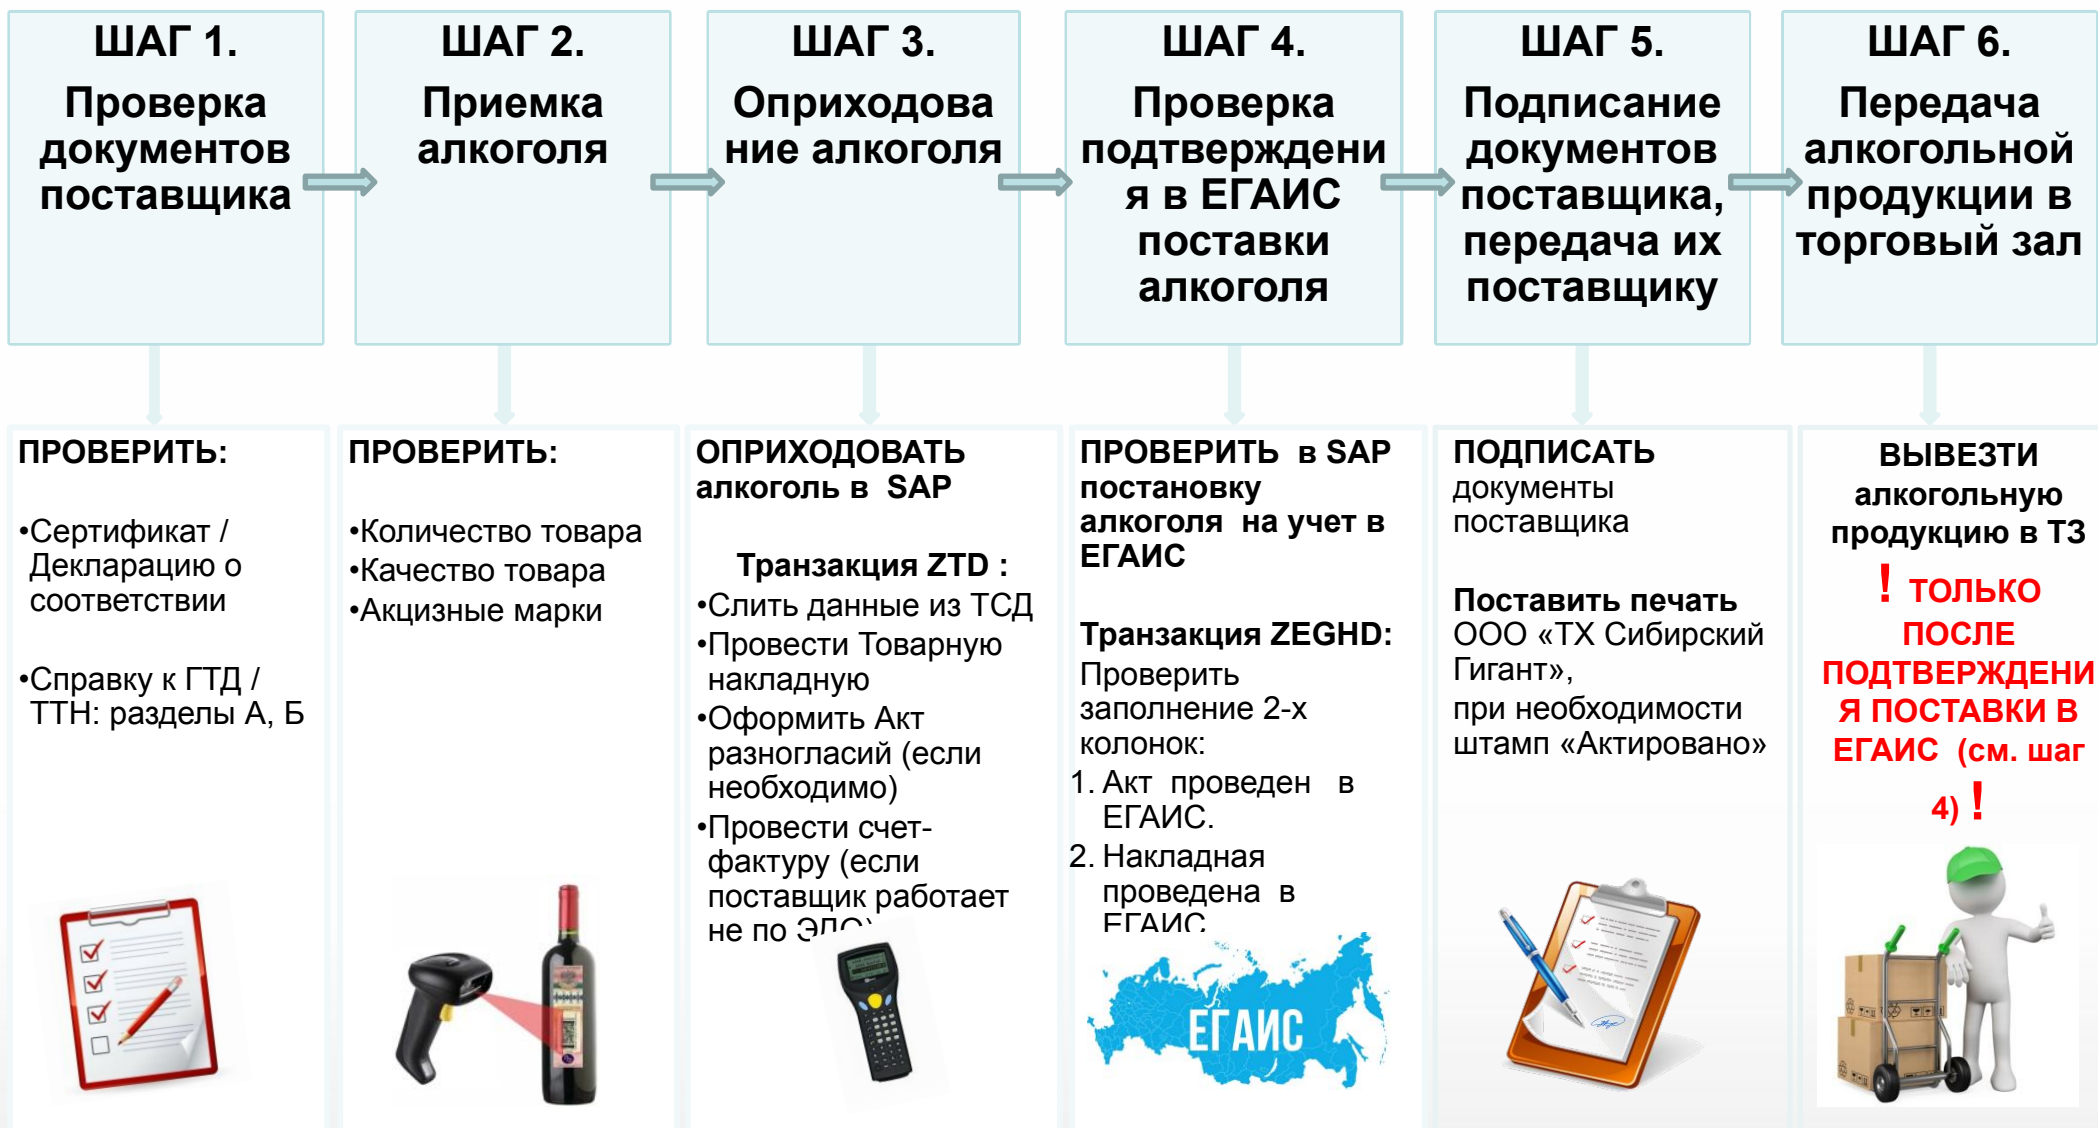 ШАГ 1.
Проверка
документов
поставщика
ШАГ 2.
Приемка
алкоголя
ШАГ 3.
Оприходова
ние алкоголя
ШАГ 4.
Проверка
подтверждени
я в ЕГАИС
поставки
алкоголя
ШАГ 5.
Подписание
документов
поставщика,
передача их
поставщику
ШАГ 6.
Передача
алкогольной
продукции в
торговый зал
ПРОВЕРИТЬ:
•Сертификат /
Декларацию о
соответствии
•Справку к ГТД /
ТТН: разделы А, Б
ПРОВЕРИТЬ:
•Количество товара
•Качество товара
•Акцизные марки
ОПРИХОДОВАТЬ
алкоголь в SAP
Транзакция ZTD :
•Слить данные из ТСД
•Провести Товарную
накладную
•Оформить Акт
разногласий (если
необходимо)
•Провести счет-
фактуру (если
поставщик работает
не по ЭДО)
ПРОВЕРИТЬ в SAP
постановку
алкоголя на учет в
ЕГАИС
Транзакция ZEGHD:
Проверить
заполнение 2-х
колонок:
1. Акт проведен в
ЕГАИС.
2. Накладная
проведена в
ЕГАИС
ЕГАИС
ПОДПИСАТЬ
документы
поставщика
Поставить печать
ООО «ТХ Сибирский
Гигант»,
при необходимости
штамп «Актировано»
ВЫВЕЗТИ
алкогольную
продукцию в ТЗ
! ТОЛЬКО
ПОСЛЕ
ПОДТВЕРЖДЕНИ
Я ПОСТАВКИ В
ЕГАИС (см. шаг
4) !